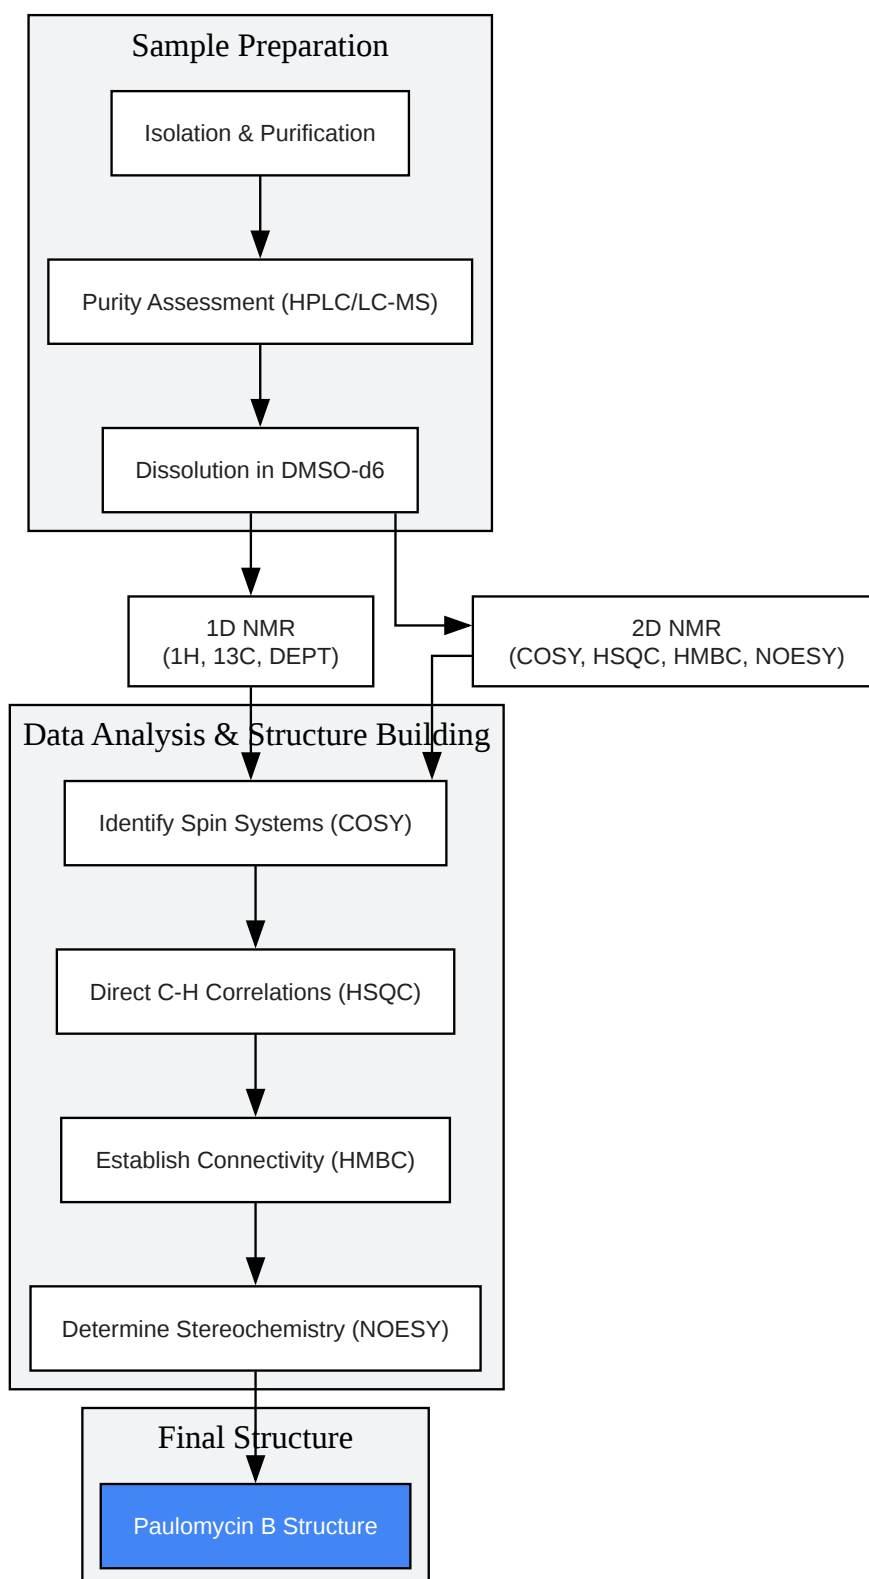 Sample Preparation
Isolation & Purification
Purity Assessment (HPLC/LC-MS)
Dissolution in DMSO-d6
1D NMR
(1H, 13C, DEPT)
2D NMR
(COSY, HSQC, HMBC, NOESY)
Data Analysis & Structure Building
Identify Spin Systems (COSY)
Direct C-H Correlations (HSQC)
Establish Connectivity (HMBC)
Determine Stereochemistry (NOESY)
Final Structure
Paulomycin B Structure